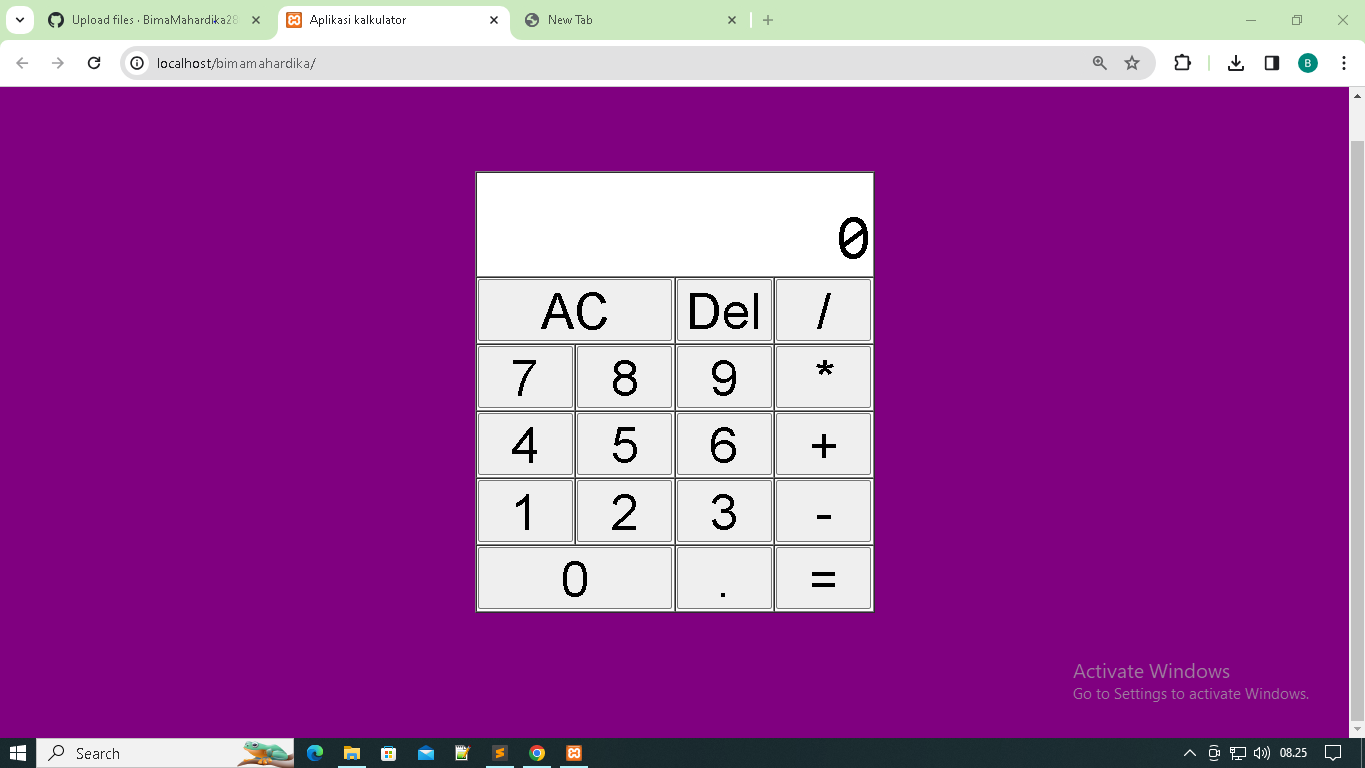 Upload files · BimaMahardika28
Aplikasi kalkulator
New Tab
localhost/bimamahardika/
B
0
AC Del /
7 8 9 *
4 5 6 +
1 2 3 -
0 . =
Activate Windows
Go to Settings to activate Windows.
Search
08.25